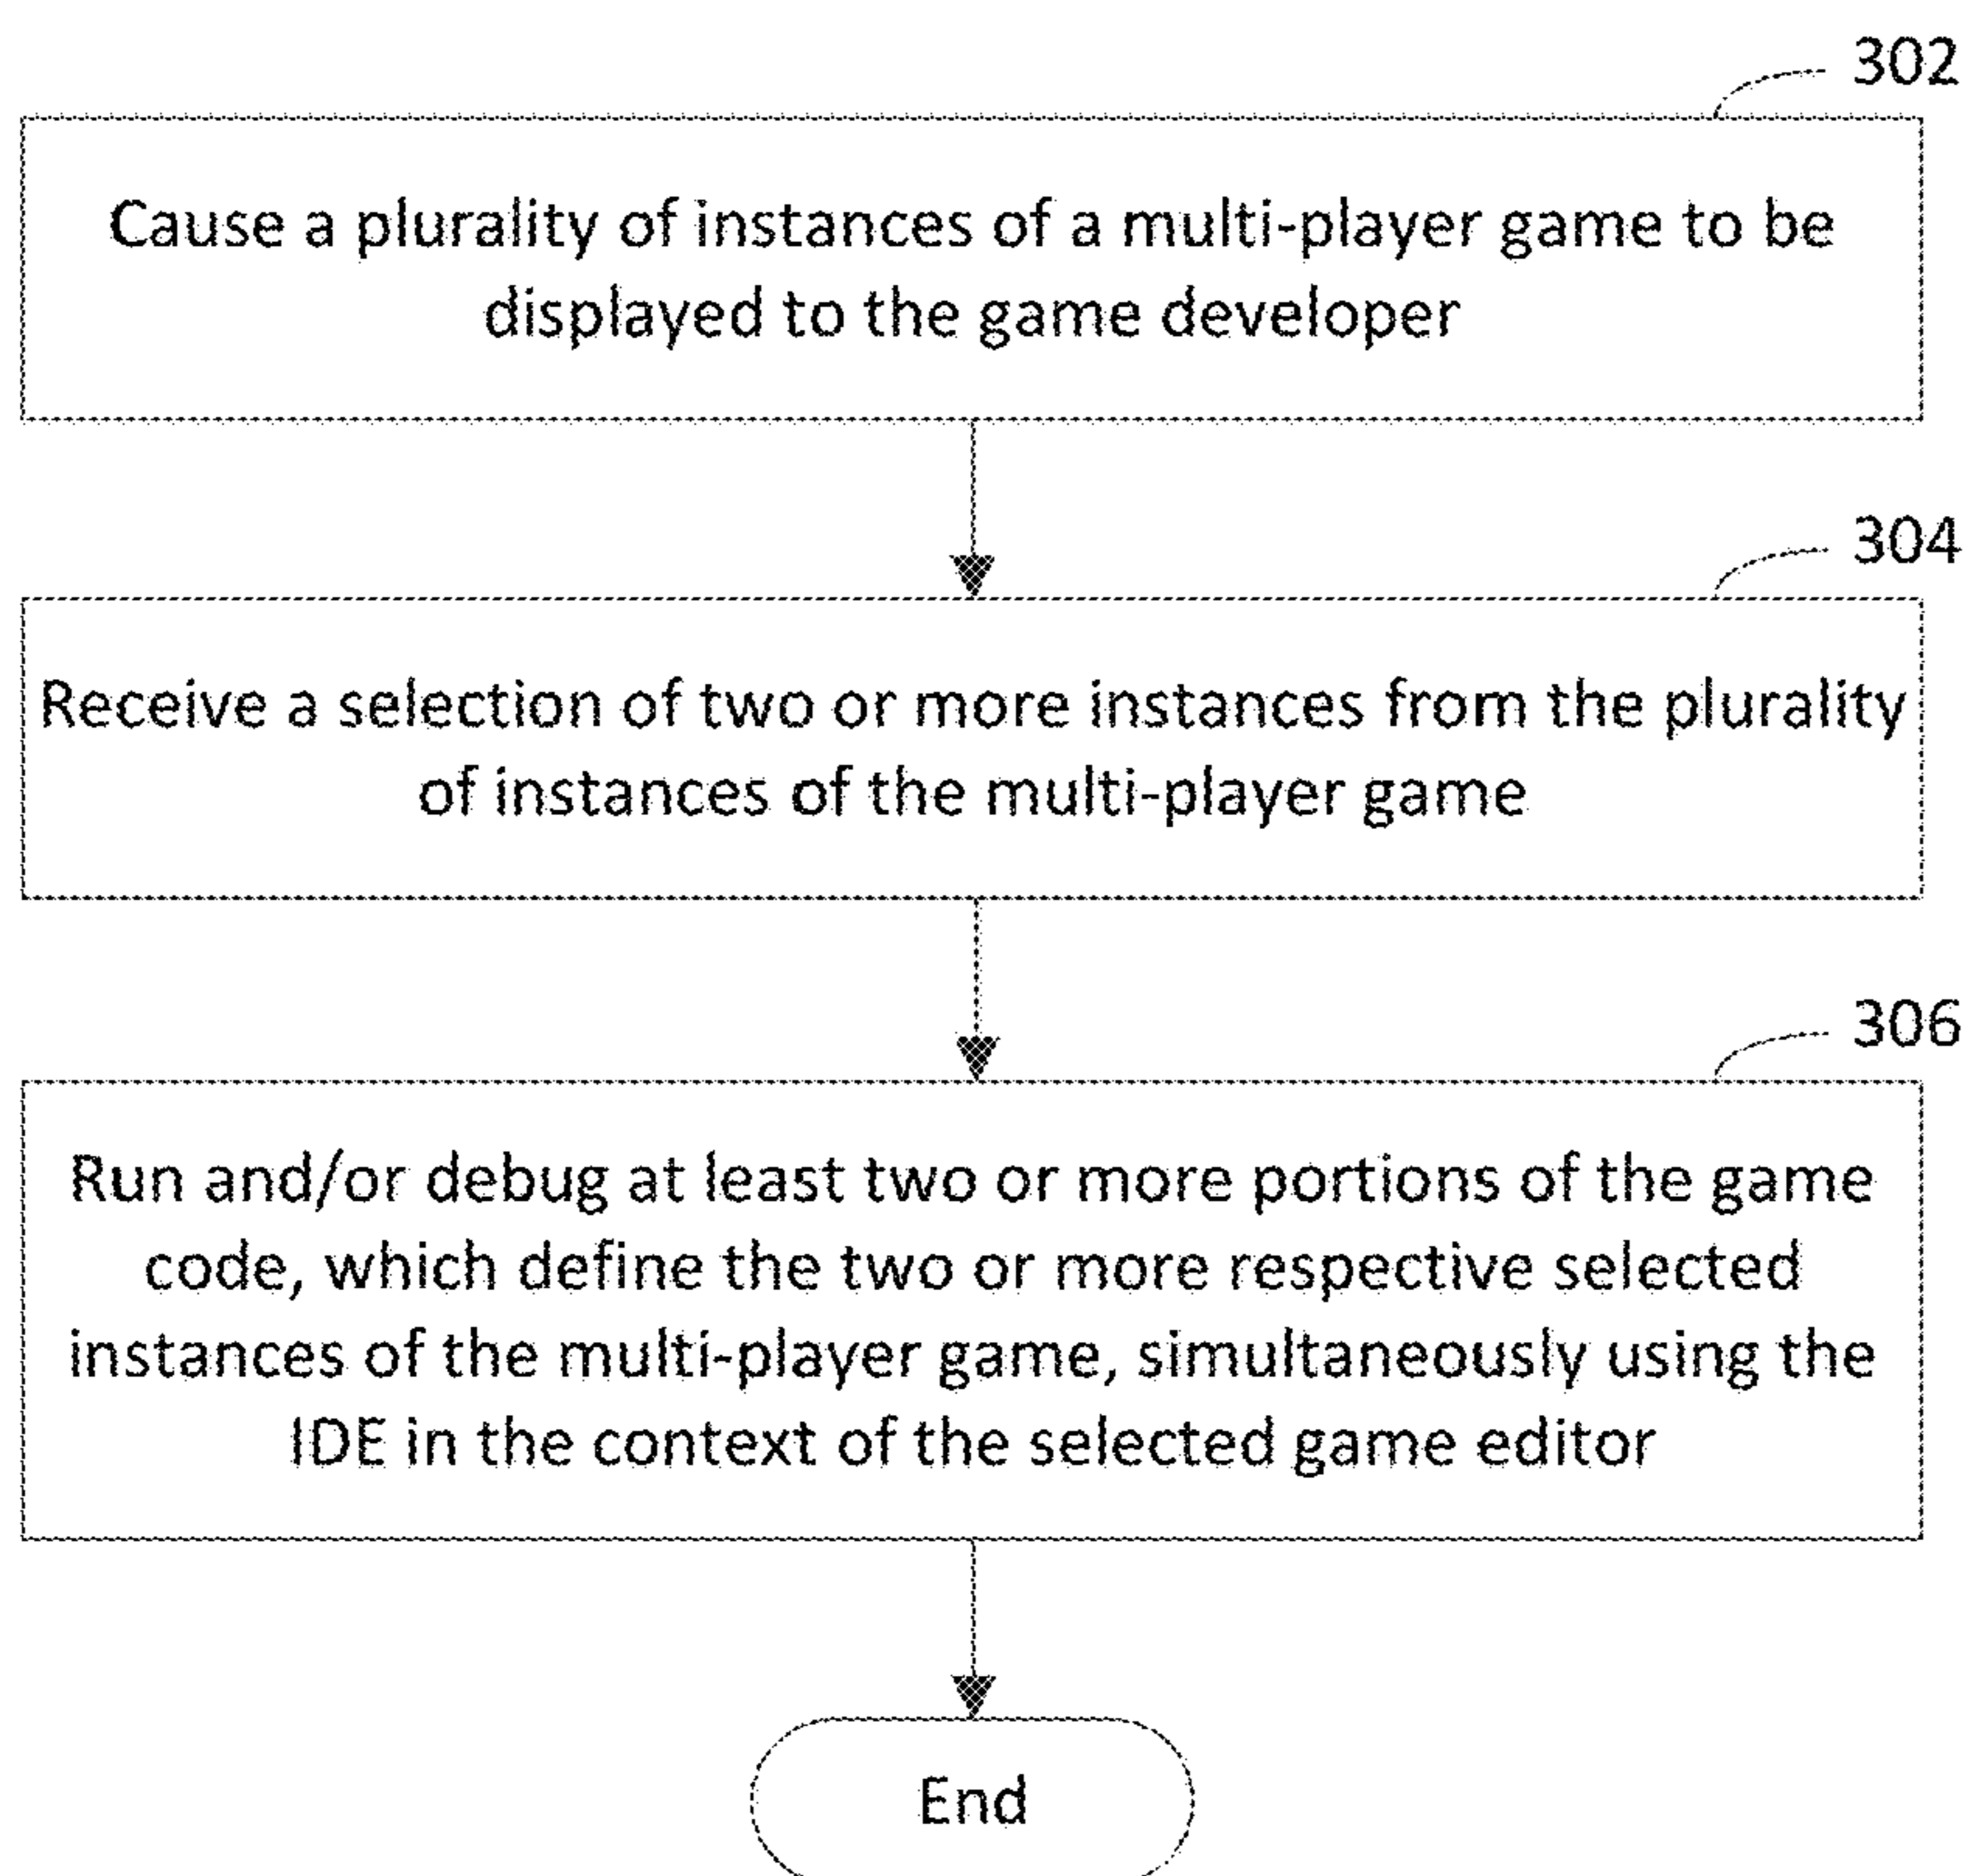 302
Cause a plurality of instances of a multi-player game to be
displayed to the game developer
304
Receive a selection of two or more instances from the plurality
of instances of the multi-player game
306
Run and/or debug at least two or more portions of the game
code, which define the two or more respective selected
instances of the multi-player game, simultaneously using the
IDE in the context of the selected game editor
End